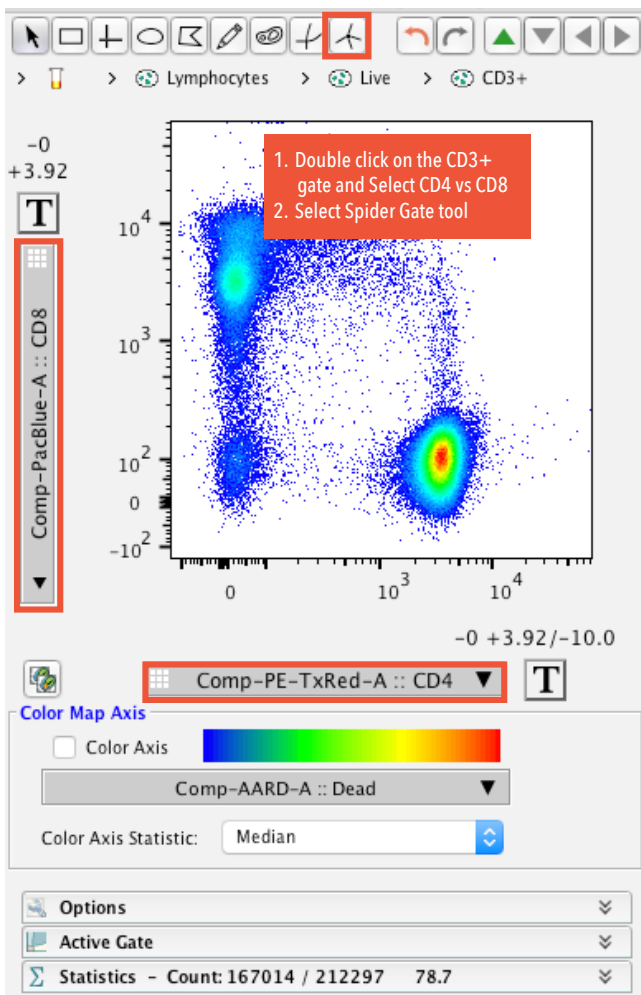 > > Lymphocytes > Live > CD3+
-0
+3.92
T
Comp-PacBlue-A :: CD8
1. Double click on the CD3+
gate and Select CD4 vs CD8
2. Select Spider Gate tool
10^4
10^3
10^2
0
-10^2
0 10^3 10^4
-0 +3.92/-10.0
Comp-PE-TxRed-A :: CD4
T
Color Map Axis
Color Axis
Comp-AARD-A :: Dead
Color Axis Statistic: Median
Options
Active Gate
Σ Statistics - Count: 167014 / 212297 78.7